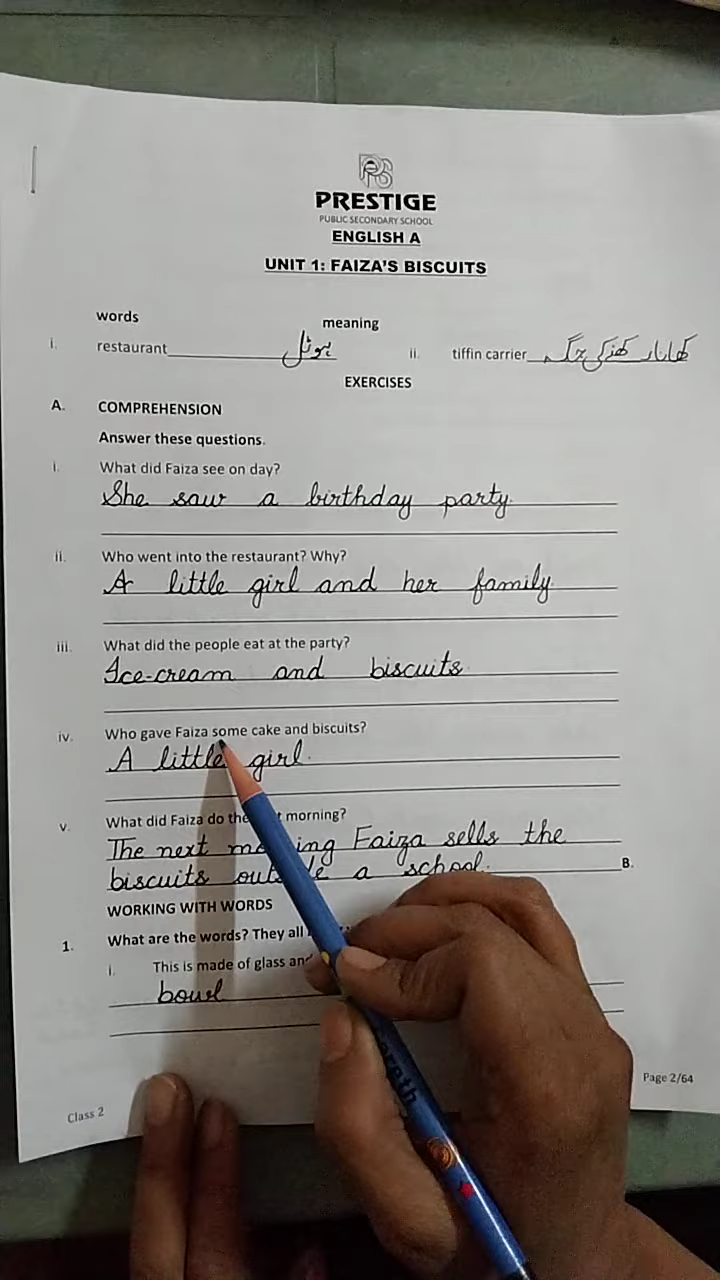 PRESTIGE
PUBLIC SECONDARY SCHOOL
ENGLISH A
UNIT 1: FAIZA'S BISCUITS
words meaning
i. restaurant ہوٹل ii. tiffin carrier کھانا رکھنے کی جگہ
EXERCISES
A. COMPREHENSION
Answer these questions.
i. What did Faiza see on day?
She saw a birthday party.
ii. Who went into the restaurant? Why?
A little girl and her family
iii. What did the people eat at the party?
Ice-cream and biscuits.
iv. Who gave Faiza some cake and biscuits?
A little girl.
v. What did Faiza do the morning?
The next Faiza sells the
biscuits a school. B.
WORKING WITH WORDS
1. What are the words? They all
i. This is made of glass and
bowl
Page 2/64
Class 2